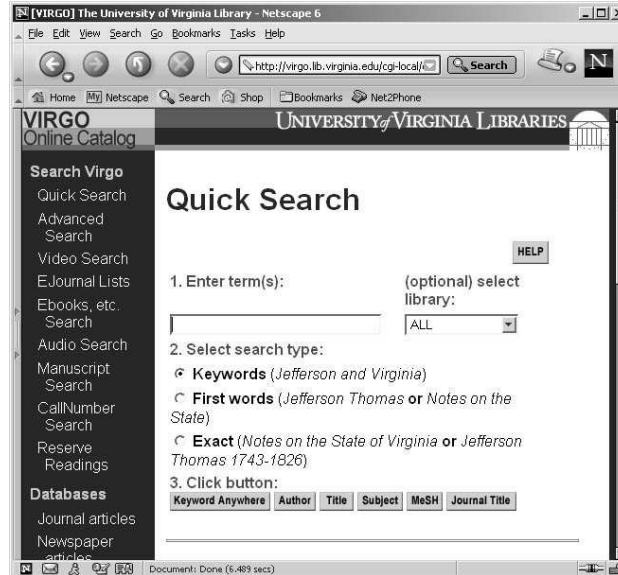 [VIRGO] The University of Virginia Library - Netscape 6
File Edit View Search Go Bookmarks Tasks Help
http://virgo.lib.virginia.edu/cgi-local/ Search N
Home My Netscape Search Shop Bookmarks Net2Phone
VIRGO
Online Catalog
UNIVERSITY of VIRGINIA LIBRARIES
Search Virgo
Quick Search
Advanced
Search
Video Search
EJournal Lists
Ebooks, etc.
Search
Audio Search
Manuscript
Search
CallNumber
Search
Reserve
Readings
Databases
Journal articles
Newspaper
articles
Quick Search
HELP
1. Enter term(s):
(optional) select
library:
ALL
2. Select search type:
Keywords (Jefferson and Virginia)
First words (Jefferson Thomas or Notes on the
State)
Exact (Notes on the State of Virginia or Jefferson
Thomas 1743-1826)
3. Click button:
Keyword Anywhere Author Title Subject MeSH Journal Title
Document: Done (6.489 secs)